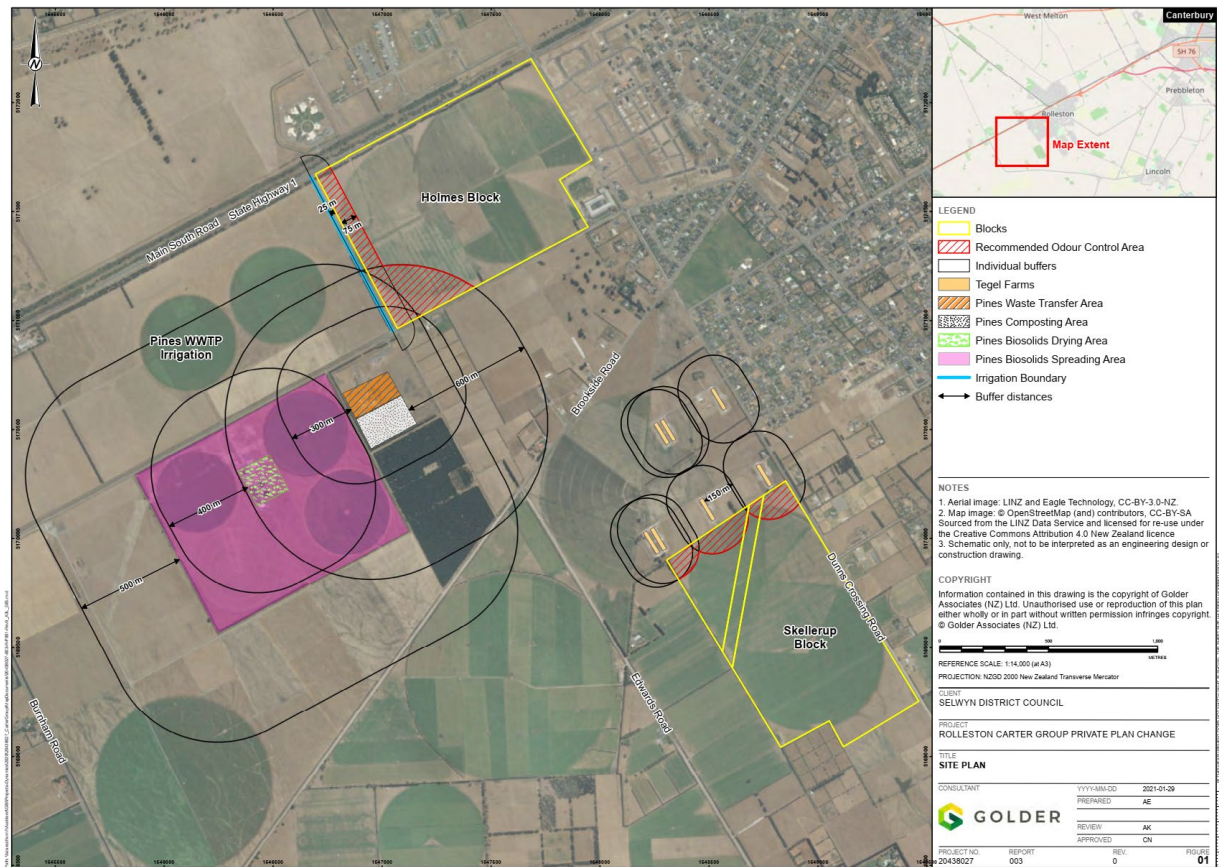 Canterbury
West Melton
SH 76
Prebbleton
Rolleston
Map Extent
Lincoln
N
Main South Road
State Highway 1
25 m
75 m
Holmes Block
Pines WWTP
Irrigation
600 m
300 m
400 m
500 m
Brookside Road
150 m
Dunns Crossing Road
Skellerup
Block
Edwards Road
Burnham Road
LEGEND
Blocks
Recommended Odour Control Area
Individual buffers
Tegel Farms
Pines Waste Transfer Area
Pines Composting Area
Pines Biosolids Drying Area
Pines Biosolids Spreading Area
Irrigation Boundary
Buffer distances
NOTES
1. Aerial image: LINZ and Eagle Technology, CC-BY-3.0-NZ.
2. Map image: © OpenStreetMap (and) contributors, CC-BY-SA
Sourced from the LINZ Data Service and licensed for re-use under
the Creative Commons Attribution 4.0 New Zealand licence
3. Schematic only, not to be interpreted as an engineering design or
construction drawing.
COPYRIGHT
Information contained in this drawing is the copyright of Golder
Associates (NZ) Ltd. Unauthorised use or reproduction of this plan
either wholly or in part without written permission infringes copyright.
© Golder Associates (NZ) Ltd.
0 500 1,000
METRES
REFERENCE SCALE: 1:14,000 (at A3)
PROJECTION: NZGD 2000 New Zealand Transverse Mercator
CLIENT
SELWYN DISTRICT COUNCIL
PROJECT
ROLLESTON CARTER GROUP PRIVATE PLAN CHANGE
TITLE
SITE PLAN
CONSULTANT
GOLDER
YYYY-MM-DD 2021-01-29
PREPARED AE
REVIEW AK
APPROVED CN
PROJECT NO. REPORT REV. FIGURE
20438027 003 0 01